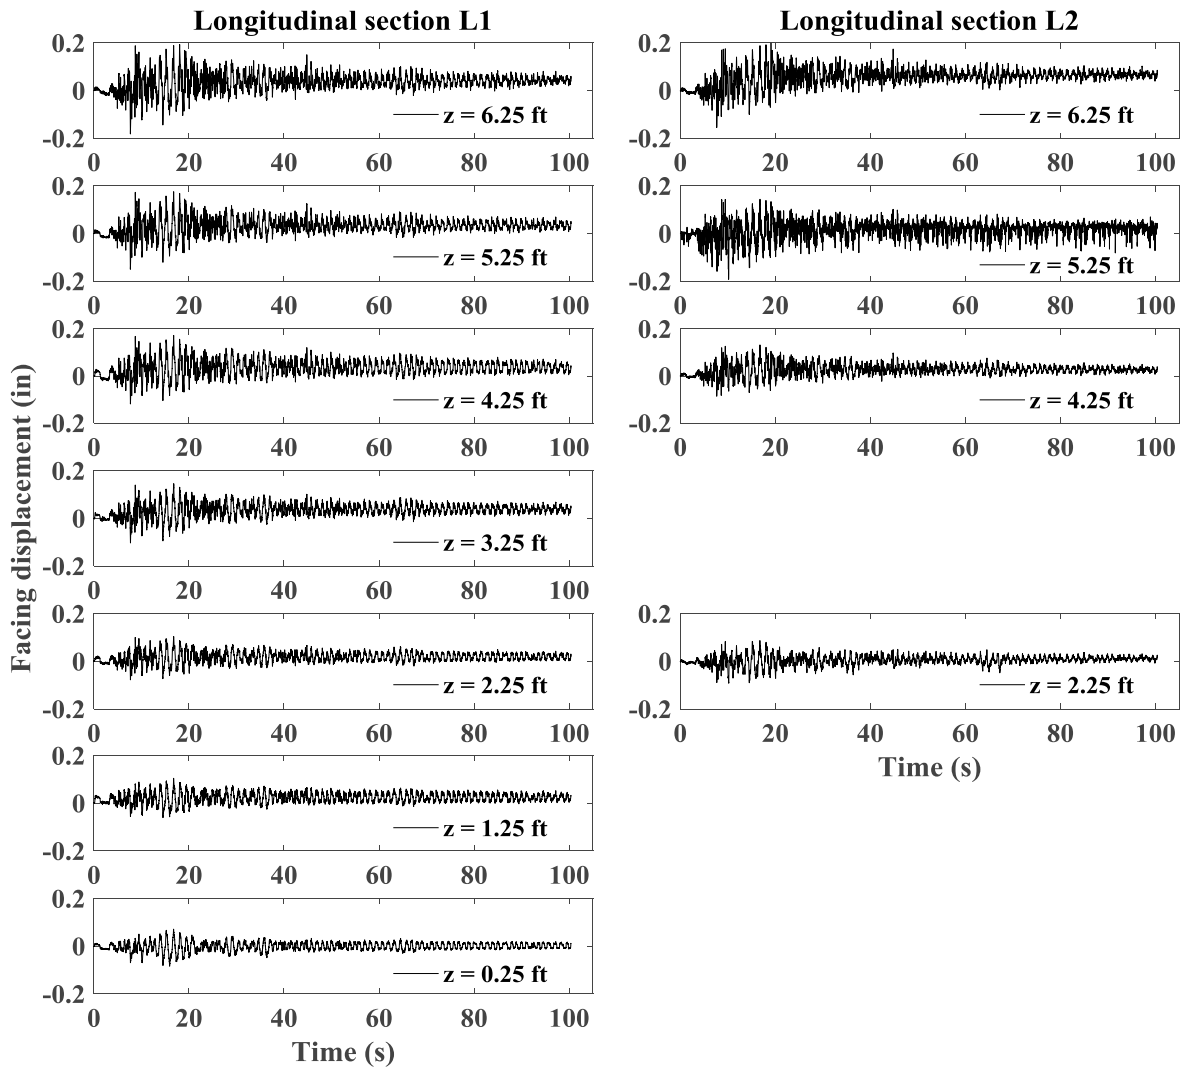 Longitudinal section L1
0.2
0
-0.2
z = 6.25 ft
0 20 40 60 80 100
0.2
0
-0.2
z = 5.25 ft
0 20 40 60 80 100
0.2
0
-0.2
z = 4.25 ft
0 20 40 60 80 100
0.2
0
-0.2
z = 3.25 ft
0 20 40 60 80 100
0.2
0
-0.2
z = 2.25 ft
0 20 40 60 80 100
0.2
0
-0.2
z = 1.25 ft
0 20 40 60 80 100
0.2
0
-0.2
z = 0.25 ft
0 20 40 60 80 100
Time (s)
Facing displacement (in)
Longitudinal section L2
0.2
0
-0.2
z = 6.25 ft
0 20 40 60 80 100
0.2
0
-0.2
z = 5.25 ft
0 20 40 60 80 100
0.2
0
-0.2
z = 4.25 ft
0 20 40 60 80 100
0.2
0
-0.2
z = 2.25 ft
0 20 40 60 80 100
Time (s)